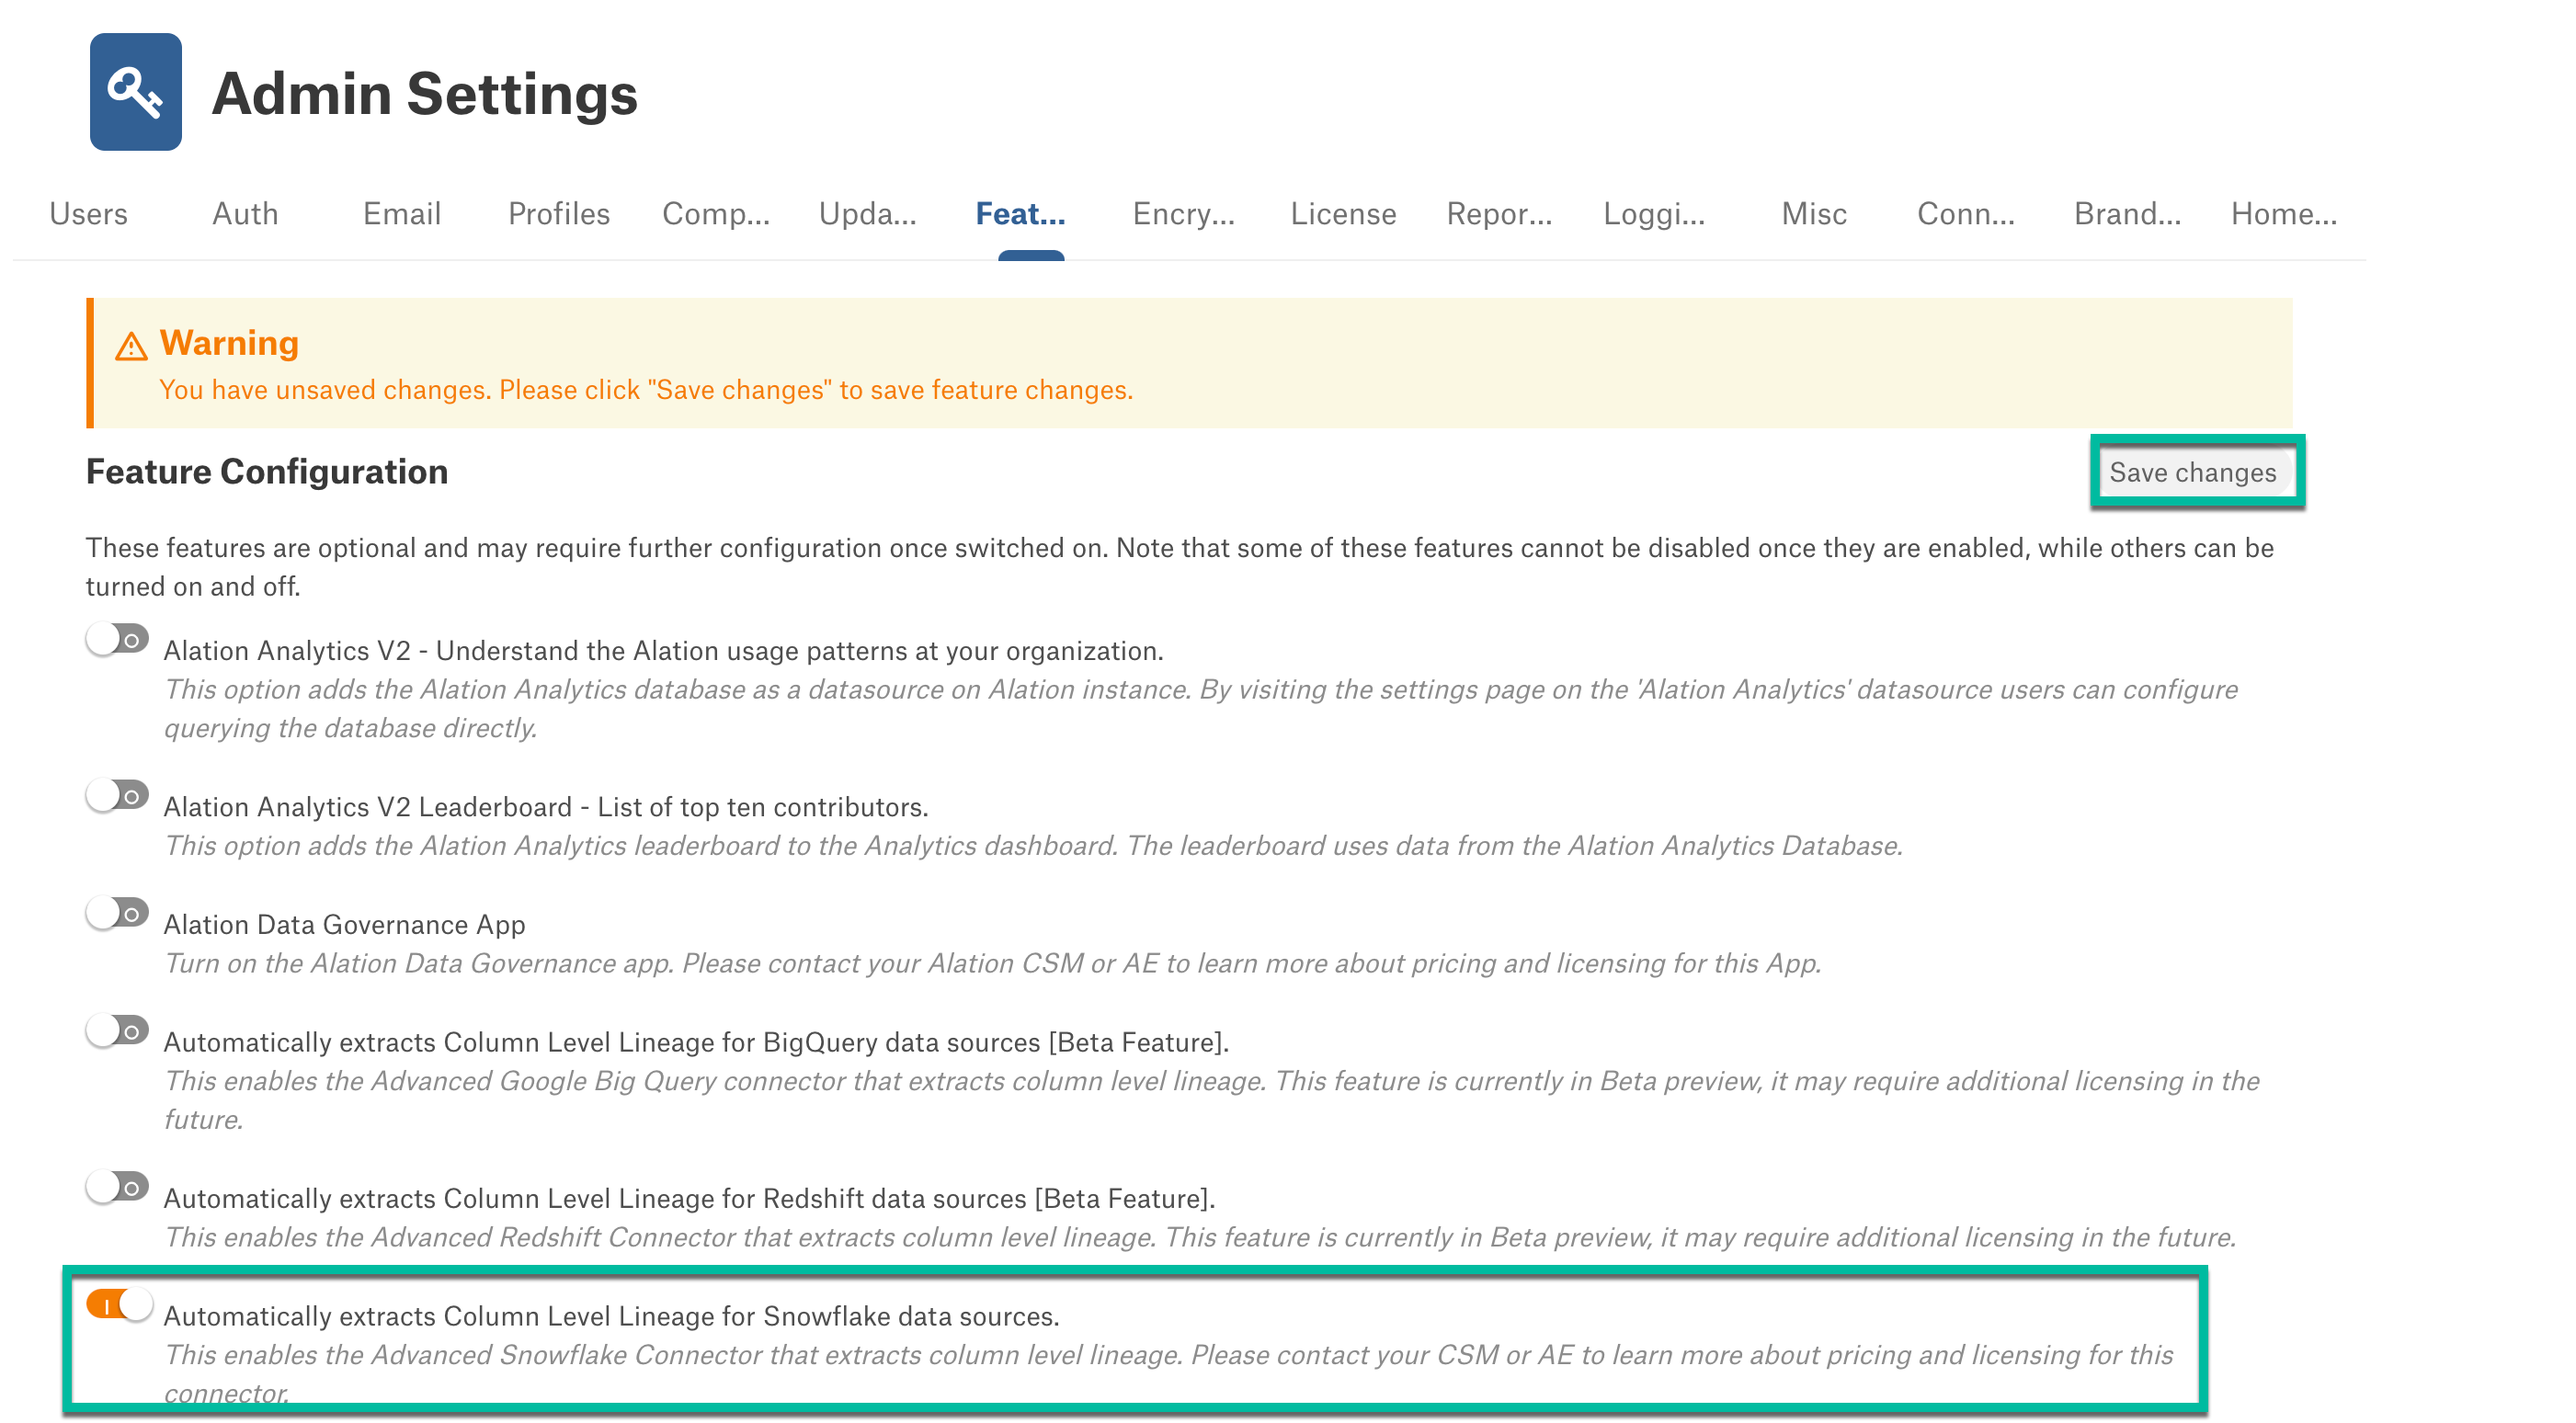 Admin Settings
Users Auth Email Profiles Comp... Upda... Feat... Encry... License Repor... Loggi... Misc Conn... Brand... Home...
Warning
You have unsaved changes. Please click "Save changes" to save feature changes.
Feature Configuration
Save changes
These features are optional and may require further configuration once switched on. Note that some of these features cannot be disabled once they are enabled, while others can be
turned on and off.
Alation Analytics V2 - Understand the Alation usage patterns at your organization.
This option adds the Alation Analytics database as a datasource on Alation instance. By visiting the settings page on the 'Alation Analytics' datasource users can configure
querying the database directly.
Alation Analytics V2 Leaderboard - List of top ten contributors.
This option adds the Alation Analytics leaderboard to the Analytics dashboard. The leaderboard uses data from the Alation Analytics Database.
Alation Data Governance App
Turn on the Alation Data Governance app. Please contact your Alation CSM or AE to learn more about pricing and licensing for this App.
Automatically extracts Column Level Lineage for BigQuery data sources [Beta Feature].
This enables the Advanced Google Big Query connector that extracts column level lineage. This feature is currently in Beta preview, it may require additional licensing in the
future.
Automatically extracts Column Level Lineage for Redshift data sources [Beta Feature].
This enables the Advanced Redshift Connector that extracts column level lineage. This feature is currently in Beta preview, it may require additional licensing in the future.
Automatically extracts Column Level Lineage for Snowflake data sources.
This enables the Advanced Snowflake Connector that extracts column level lineage. Please contact your CSM or AE to learn more about pricing and licensing for this
connector.